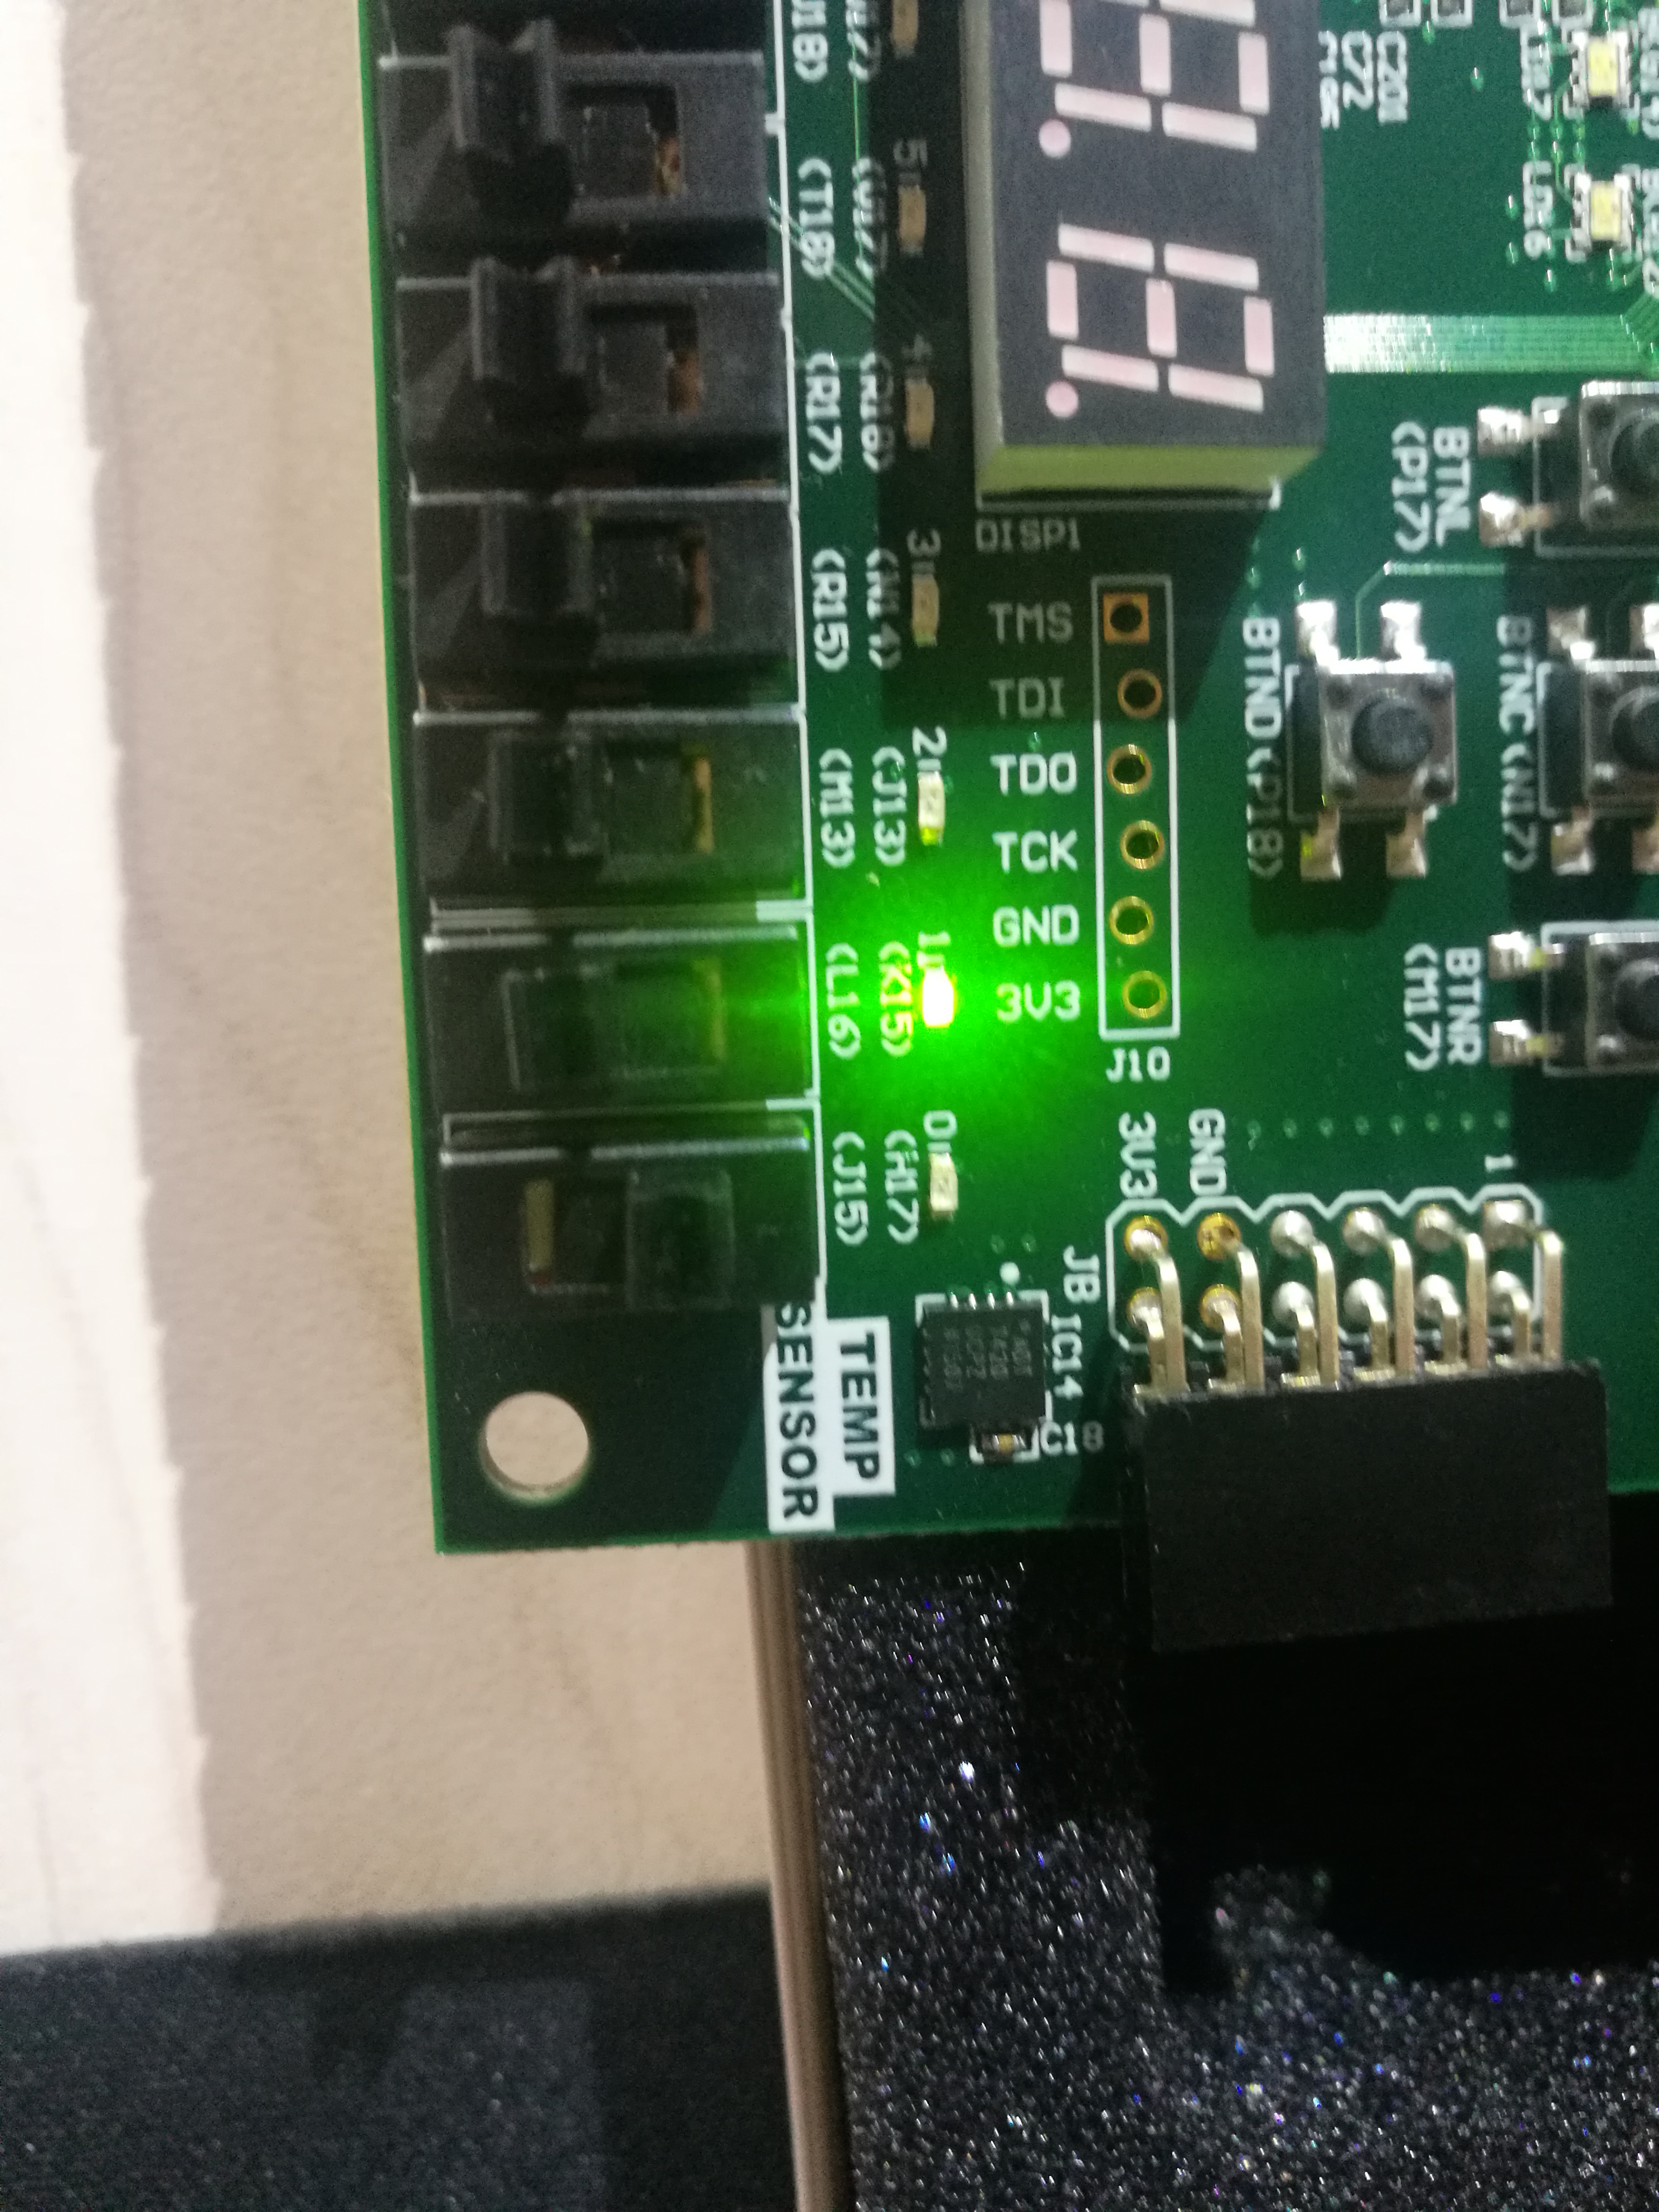 C201
C72
LD17
LD16
U18)
(T18)
(R17)
(R15)
(M13)
(L16)
(J15)
(R18)
(N14)
(J13)
(K15)
(H17)
5
4
3
2
1
0
DISP1
TMS
TDI
TDO
TCK
GND
3V3
J10
BTNL
(P17)
BTND(P18)
BTNC(N17)
BTNR
(M17)
3V3
GND
1
JB
IC14
C18
TEMP
SENSOR